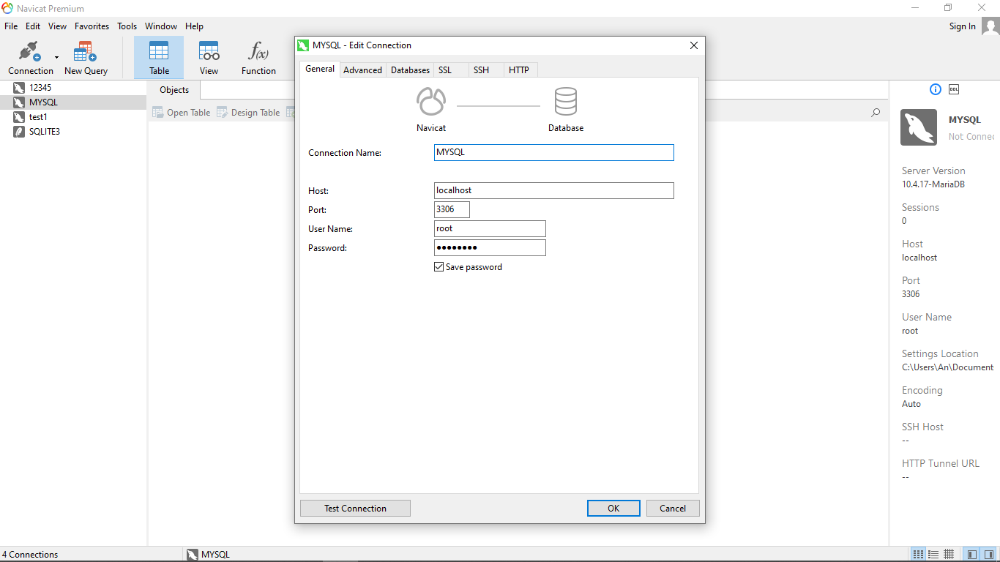 Navicat Premium
File Edit View Favorites Tools Window Help
Sign In
Connection
New Query
Table
View
Function
12345
MYSQL
test1
SQLITE3
Objects
Open Table
Design Table
MYSQL - Edit Connection
General
Advanced
Databases
SSL
SSH
HTTP
Navicat
Database
Connection Name:
MYSQL
Host:
localhost
Port:
3306
User Name:
root
Password:
●●●●●●●●
Save password
Test Connection
OK
Cancel
DDL
MYSQL
Not Connec
Server Version
10.4.17-MariaDB
Sessions
0
Host
localhost
Port
3306
User Name
root
Settings Location
C:\Users\An\Document
Encoding
Auto
SSH Host
--
HTTP Tunnel URL
--
4 Connections
MYSQL